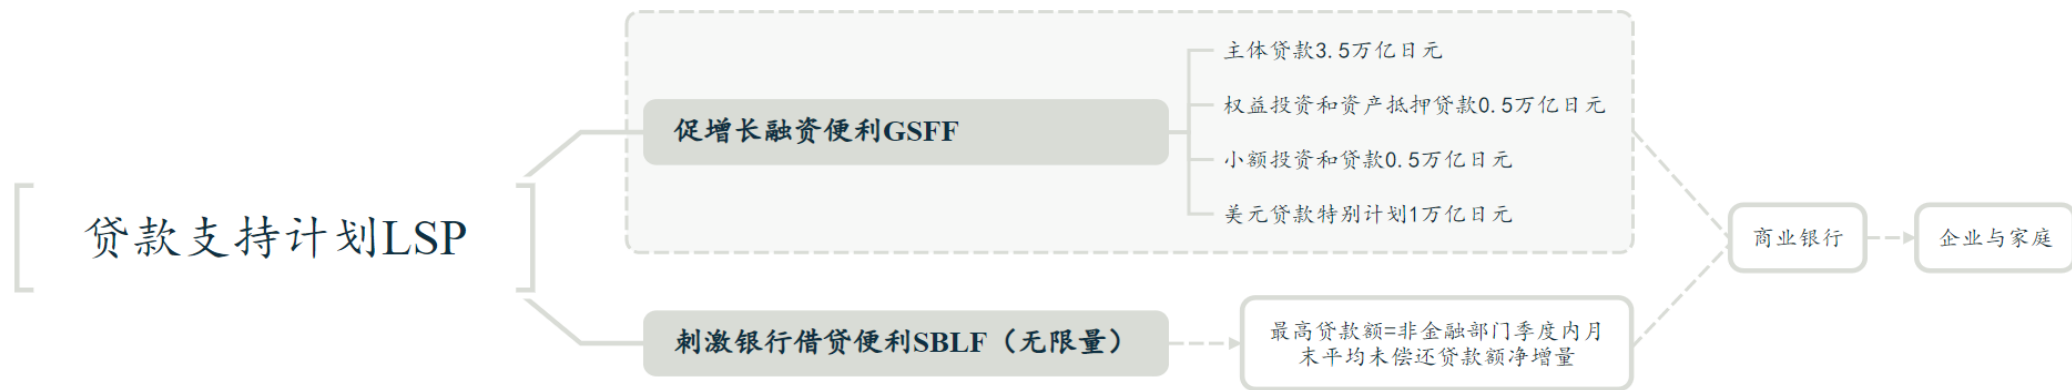 贷款支持计划LSP
促增长融资便利GSFF
主体贷款3.5万亿日元
权益投资和资产抵押贷款0.5万亿日元
小额投资和贷款0.5万亿日元
美元贷款特别计划1万亿日元
刺激银行借贷便利SBLF（无限量）
最高贷款额=非金融部门季度内月
末平均未偿还贷款额净增量
商业银行
企业与家庭